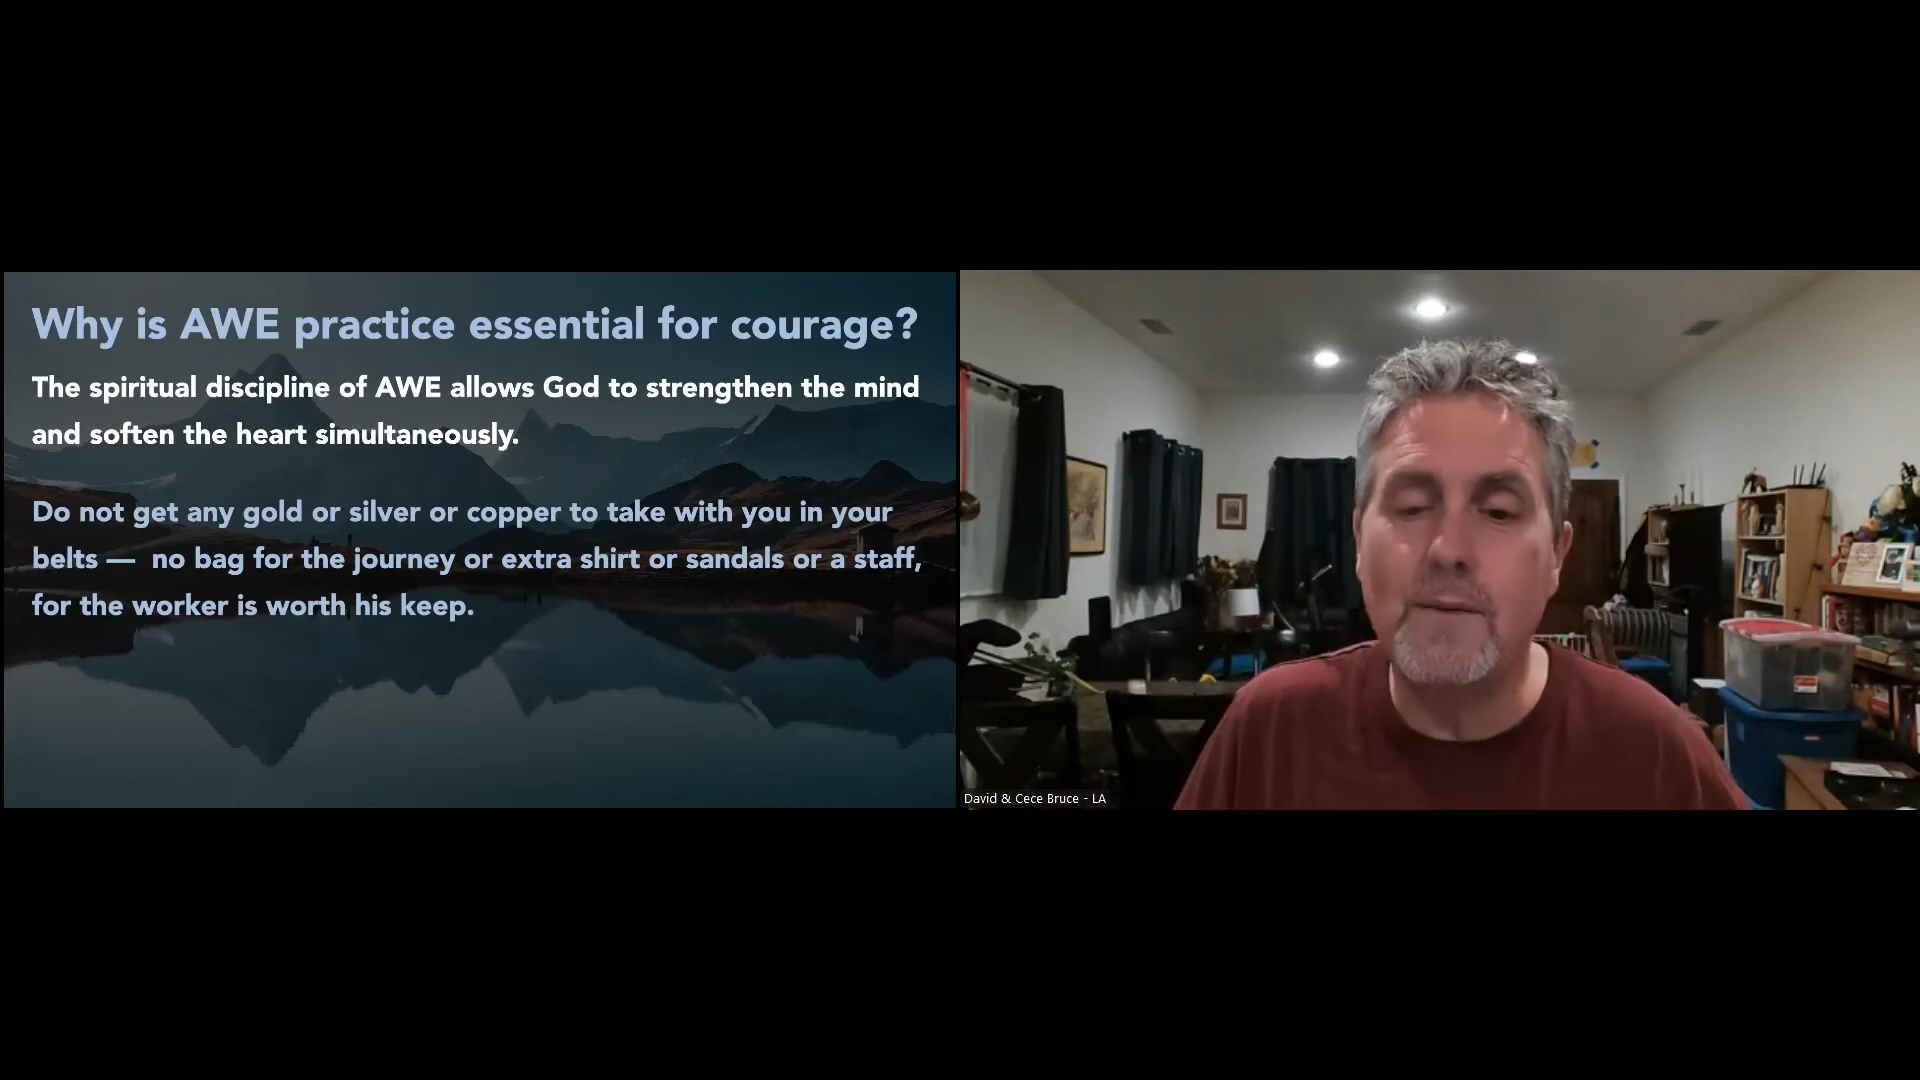 Why is AWE practice essential for courage?
The spiritual discipline of AWE allows God to strengthen the mind
and soften the heart simultaneously.
Do not get any gold or silver or copper to take with you in your
belts —  no bag for the journey or extra shirt or sandals or a staff,
for the worker is worth his keep.
David & Cece Bruce - LA